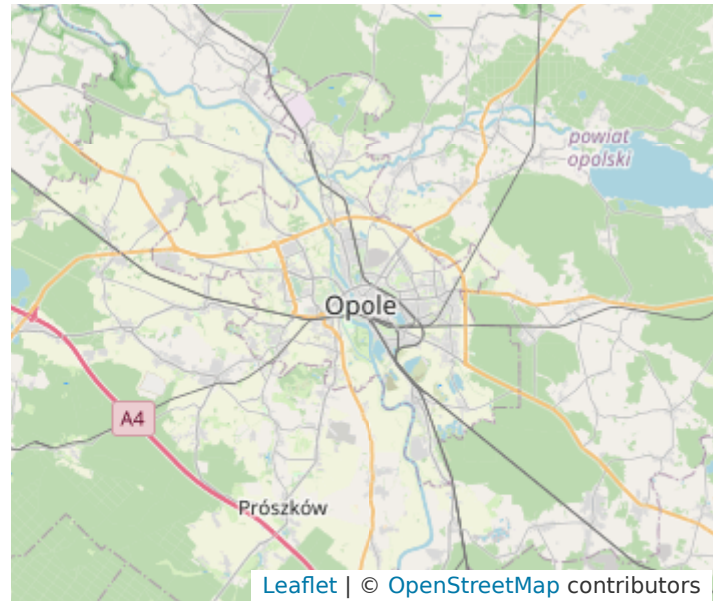 powiat
opolski
Opole
A4
Prószków
Leaflet | © OpenStreetMap contributors